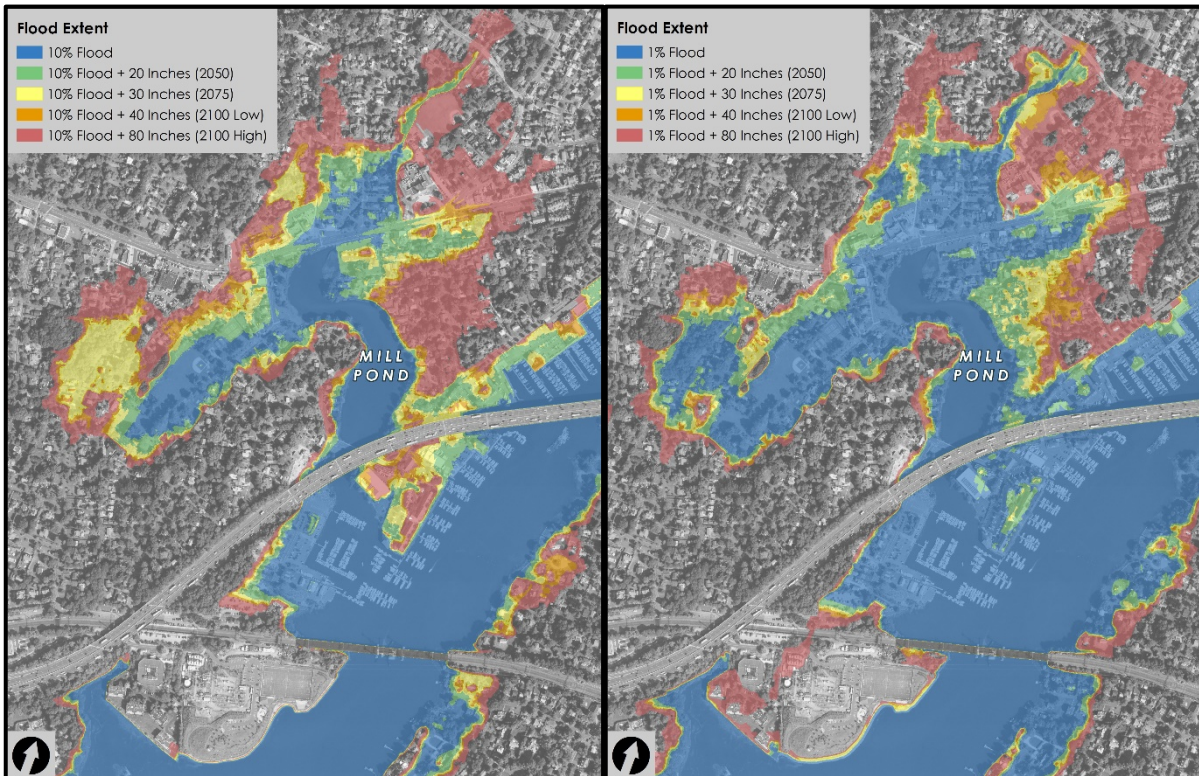 Flood Extent
10% Flood
10% Flood + 20 Inches (2050)
10% Flood + 30 Inches (2075)
10% Flood + 40 Inches (2100 Low)
10% Flood + 80 Inches (2100 High)
MILL
POND
Flood Extent
1% Flood
1% Flood + 20 Inches (2050)
1% Flood + 30 Inches (2075)
1% Flood + 40 Inches (2100 Low)
1% Flood + 80 Inches (2100 High)
MILL
POND